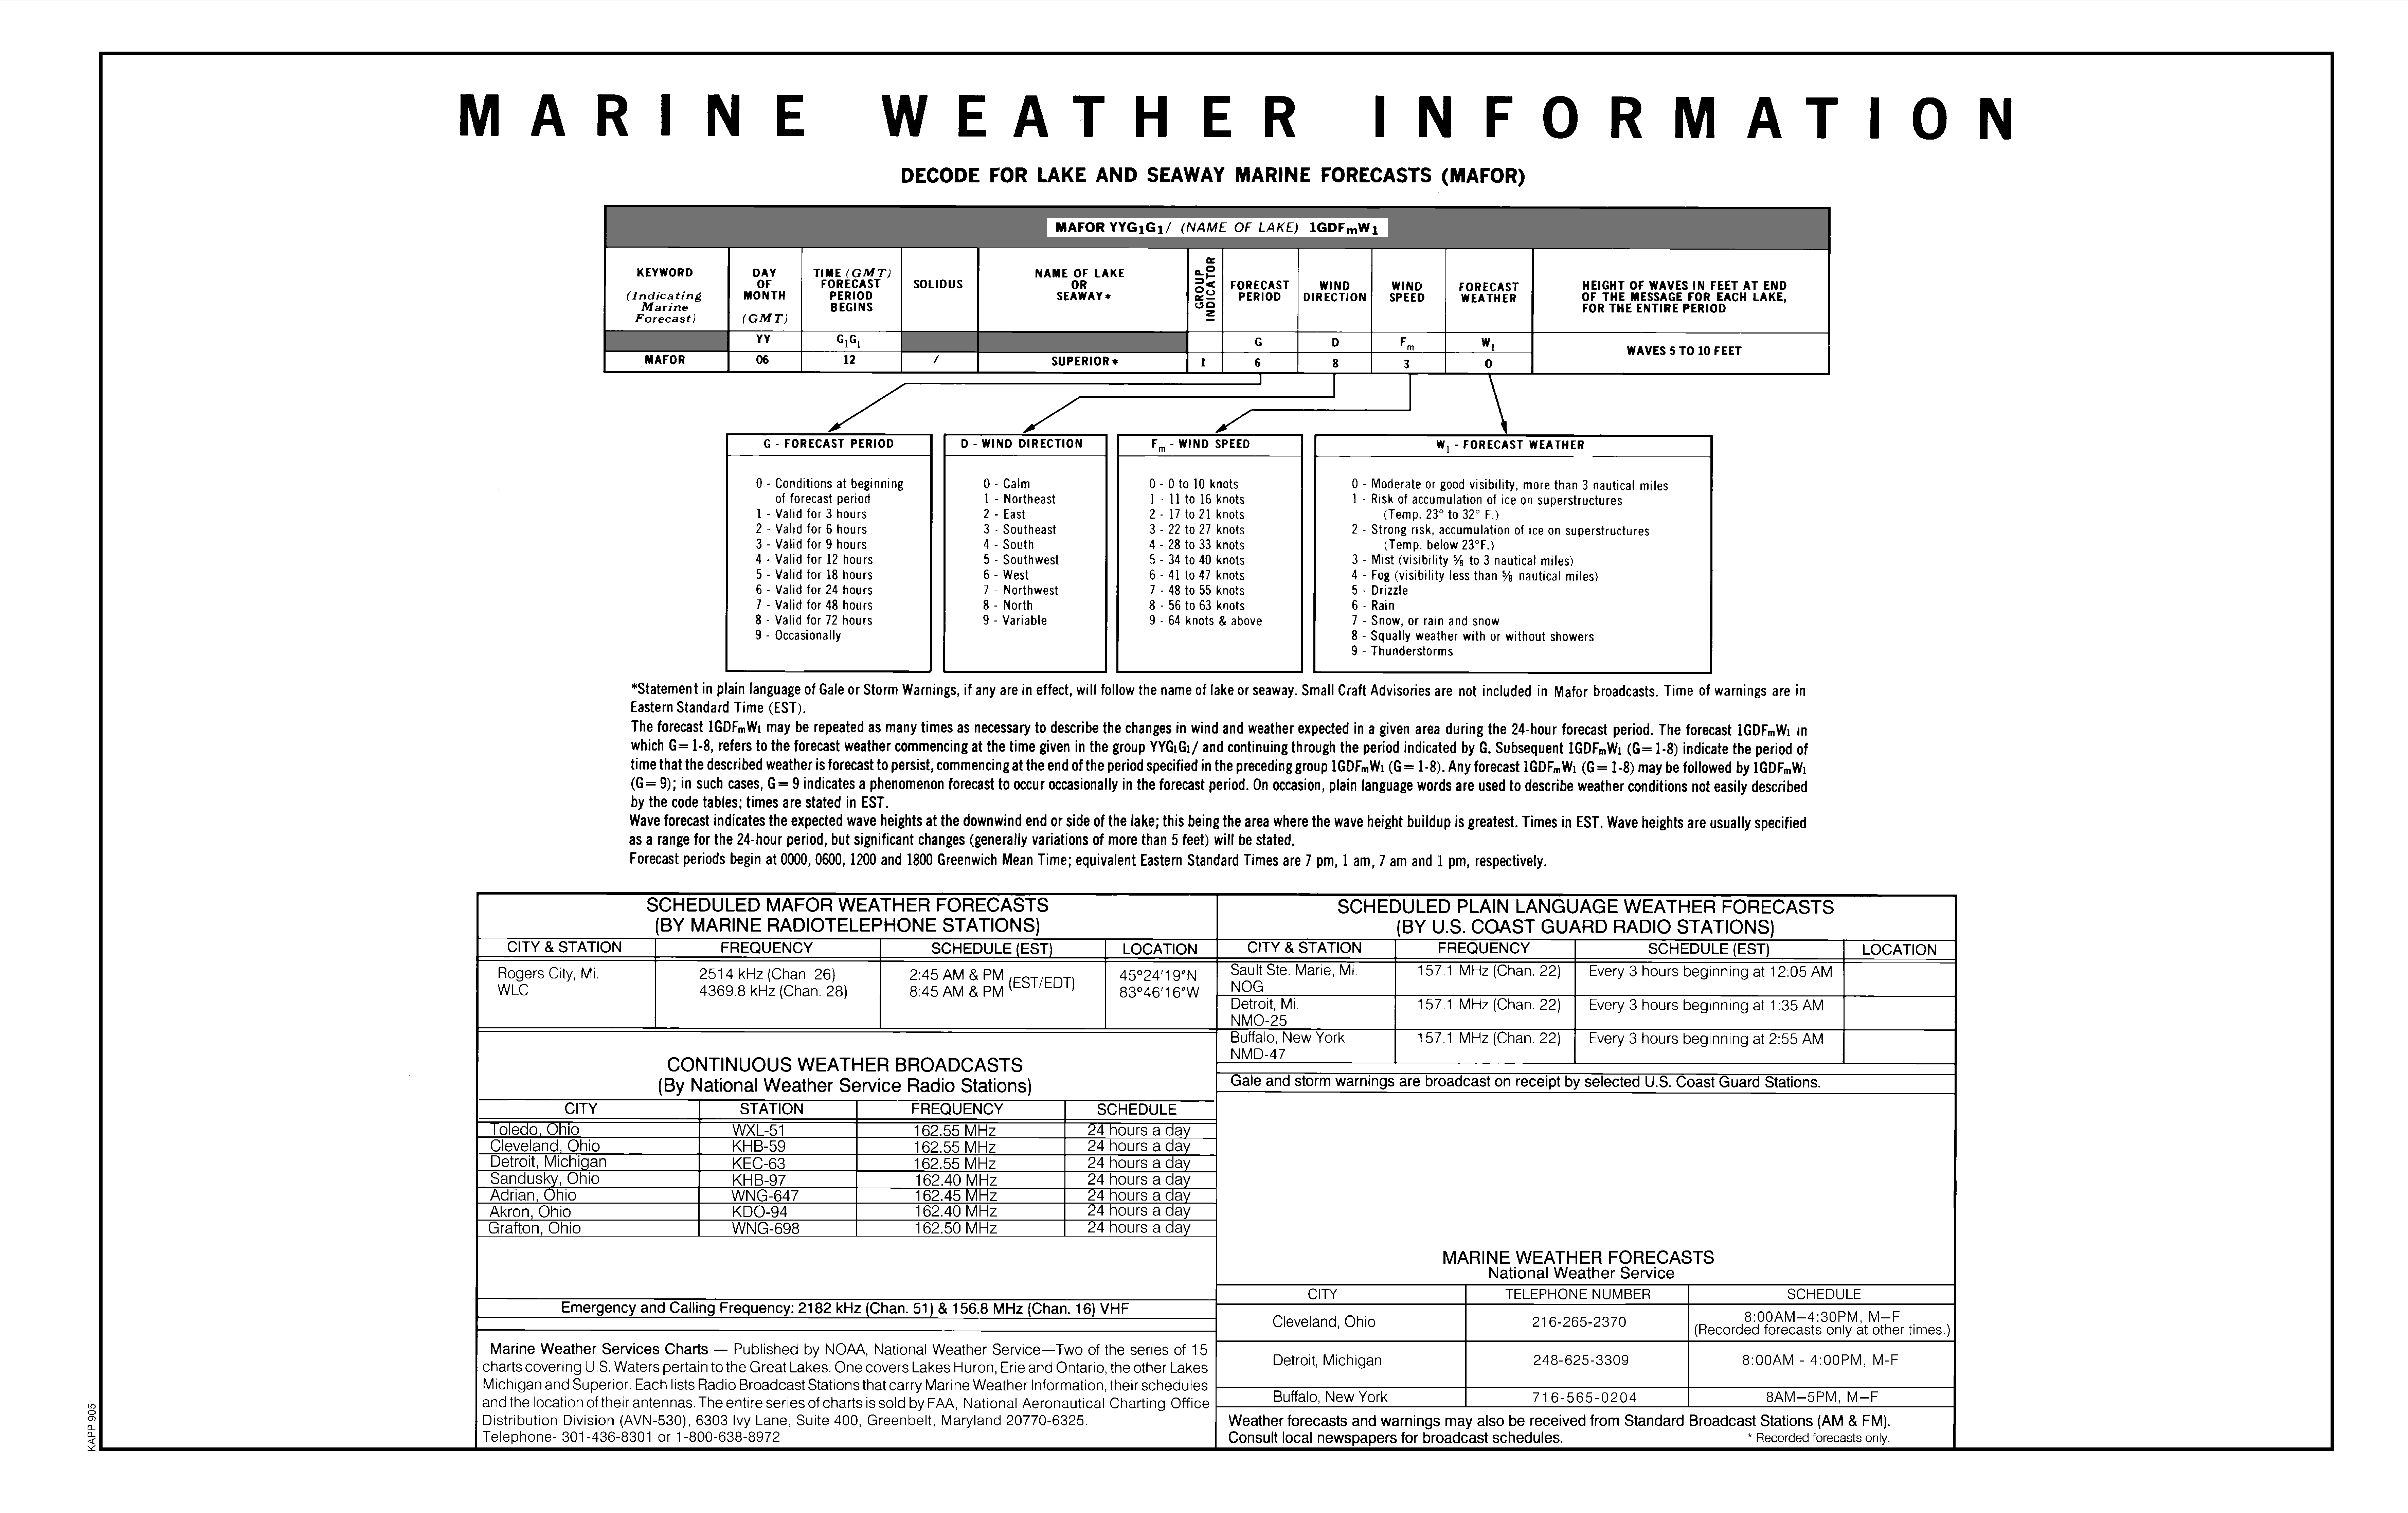 MARINE WEATHER INFORMATION
DECODE FOR LAKE AND SEAWAY MARINE FORECASTS (MAFOR)
MAFOR YYG1G1/ (NAME OF LAKE) 1GDFmW1
KEYWORD
(Indicating
Marine
Forecast)
DAY
OF
MONTH
(GMT)
TIME (GMT)
FORECAST
PERIOD
BEGINS
SOLIDUS
NAME OF LAKE
OR
SEAWAY*
GROUP
INDICATOR
FORECAST
PERIOD
WIND
DIRECTION
WIND
SPEED
FORECAST
WEATHER
HEIGHT OF WAVES IN FEET AT END
OF THE MESSAGE FOR EACH LAKE,
FOR THE ENTIRE PERIOD
YY G1G1 G D Fm W1
MAFOR 06 12 / SUPERIOR* 1 6 8 3 0 WAVES 5 TO 10 FEET
G - FORECAST PERIOD
0 - Conditions at beginning
of forecast period
1 - Valid for 3 hours
2 - Valid for 6 hours
3 - Valid for 9 hours
4 - Valid for 12 hours
5 - Valid for 18 hours
6 - Valid for 24 hours
7 - Valid for 48 hours
8 - Valid for 72 hours
9 - Occasionally
D - WIND DIRECTION
0 - Calm
1 - Northeast
2 - East
3 - Southeast
4 - South
5 - Southwest
6 - West
7 - Northwest
8 - North
9 - Variable
Fm - WIND SPEED
0 - 0 to 10 knots
1 - 11 to 16 knots
2 - 17 to 21 knots
3 - 22 to 27 knots
4 - 28 to 33 knots
5 - 34 to 40 knots
6 - 41 to 47 knots
7 - 48 to 55 knots
8 - 56 to 63 knots
9 - 64 knots & above
W1 - FORECAST WEATHER
0 - Moderate or good visibility, more than 3 nautical miles
1 - Risk of accumulation of ice on superstructures
(Temp. 23° to 32° F.)
2 - Strong risk, accumulation of ice on superstructures
(Temp. below 23°F.)
3 - Mist (visibility ⅝ to 3 nautical miles)
4 - Fog (visibility less than ⅝ nautical miles)
5 - Drizzle
6 - Rain
7 - Snow, or rain and snow
8 - Squally weather with or without showers
9 - Thunderstorms
*Statement in plain language of Gale or Storm Warnings, if any are in effect, will follow the name of lake or seaway. Small Craft Advisories are not included in Mafor broadcasts. Time of warnings are in
Eastern Standard Time (EST).
The forecast 1GDFmW1 may be repeated as many times as necessary to describe the changes in wind and weather expected in a given area during the 24-hour forecast period. The forecast 1GDFmW1 in
which G= 1-8, refers to the forecast weather commencing at the time given in the group YYG1G1/ and continuing through the period indicated by G. Subsequent 1GDFmW1 (G=1-8) indicate the period of
time that the described weather is forecast to persist, commencing at the end of the period specified in the preceding group 1GDFmW1 (G= 1-8). Any forecast 1GDFmW1 (G= 1-8) may be followed by 1GDFmW1
(G=9); in such cases, G=9 indicates a phenomenon forecast to occur occasionally in the forecast period. On occasion, plain language words are used to describe weather conditions not easily described
by the code tables; times are stated in EST.
Wave forecast indicates the expected wave heights at the downwind end or side of the lake; this being the area where the wave height buildup is greatest. Times in EST. Wave heights are usually specified
as a range for the 24-hour period, but significant changes (generally variations of more than 5 feet) will be stated.
Forecast periods begin at 0000, 0600, 1200 and 1800 Greenwich Mean Time; equivalent Eastern Standard Times are 7 pm, 1 am, 7 am and 1 pm, respectively.
SCHEDULED MAFOR WEATHER FORECASTS
(BY MARINE RADIOTELEPHONE STATIONS)
CITY & STATION FREQUENCY SCHEDULE (EST) LOCATION
Rogers City, Mi. 2514 kHz (Chan. 26) 2:45 AM & PM (EST/EDT) 45°24'19"N
WLC 4369.8 kHz (Chan. 28) 8:45 AM & PM 83°46'16"W
CONTINUOUS WEATHER BROADCASTS
(By National Weather Service Radio Stations)
CITY STATION FREQUENCY SCHEDULE
Toledo, Ohio WXL-51 162.55 MHz 24 hours a day
Cleveland, Ohio KHB-59 162.55 MHz 24 hours a day
Detroit, Michigan KEC-63 162.55 MHz 24 hours a day
Sandusky, Ohio KHB-97 162.40 MHz 24 hours a day
Adrian, Ohio WNG-647 162.45 MHz 24 hours a day
Akron, Ohio KDO-94 162.40 MHz 24 hours a day
Grafton, Ohio WNG-698 162.50 MHz 24 hours a day
Emergency and Calling Frequency: 2182 kHz (Chan. 51) & 156.8 MHz (Chan. 16) VHF
Marine Weather Services Charts — Published by NOAA, National Weather Service—Two of the series of 15
charts covering U.S. Waters pertain to the Great Lakes. One covers Lakes Huron, Erie and Ontario, the other Lakes
Michigan and Superior. Each lists Radio Broadcast Stations that carry Marine Weather Information, their schedules
and the location of their antennas. The entire series of charts is sold by FAA, National Aeronautical Charting Office
Distribution Division (AVN-530), 6303 Ivy Lane, Suite 400, Greenbelt, Maryland 20770-6325.
Telephone- 301-436-8301 or 1-800-638-8972
SCHEDULED PLAIN LANGUAGE WEATHER FORECASTS
(BY U.S. COAST GUARD RADIO STATIONS)
CITY & STATION FREQUENCY SCHEDULE (EST) LOCATION
Sault Ste. Marie, Mi. 157.1 MHz (Chan. 22) Every 3 hours beginning at 12:05 AM
NOG
Detroit, Mi. 157.1 MHz (Chan. 22) Every 3 hours beginning at 1:35 AM
NMO-25
Buffalo, New York 157.1 MHz (Chan. 22) Every 3 hours beginning at 2:55 AM
NMD-47
Gale and storm warnings are broadcast on receipt by selected U.S. Coast Guard Stations.
MARINE WEATHER FORECASTS
National Weather Service
CITY TELEPHONE NUMBER SCHEDULE
Cleveland, Ohio 216-265-2370 8:00AM—4:30PM, M—F
(Recorded forecasts only at other times.)
Detroit, Michigan 248-625-3309 8:00AM - 4:00PM, M-F
Buffalo, New York 716-565-0204 8AM—5PM, M—F
Weather forecasts and warnings may also be received from Standard Broadcast Stations (AM & FM).
Consult local newspapers for broadcast schedules. * Recorded forecasts only.
KAPP 905